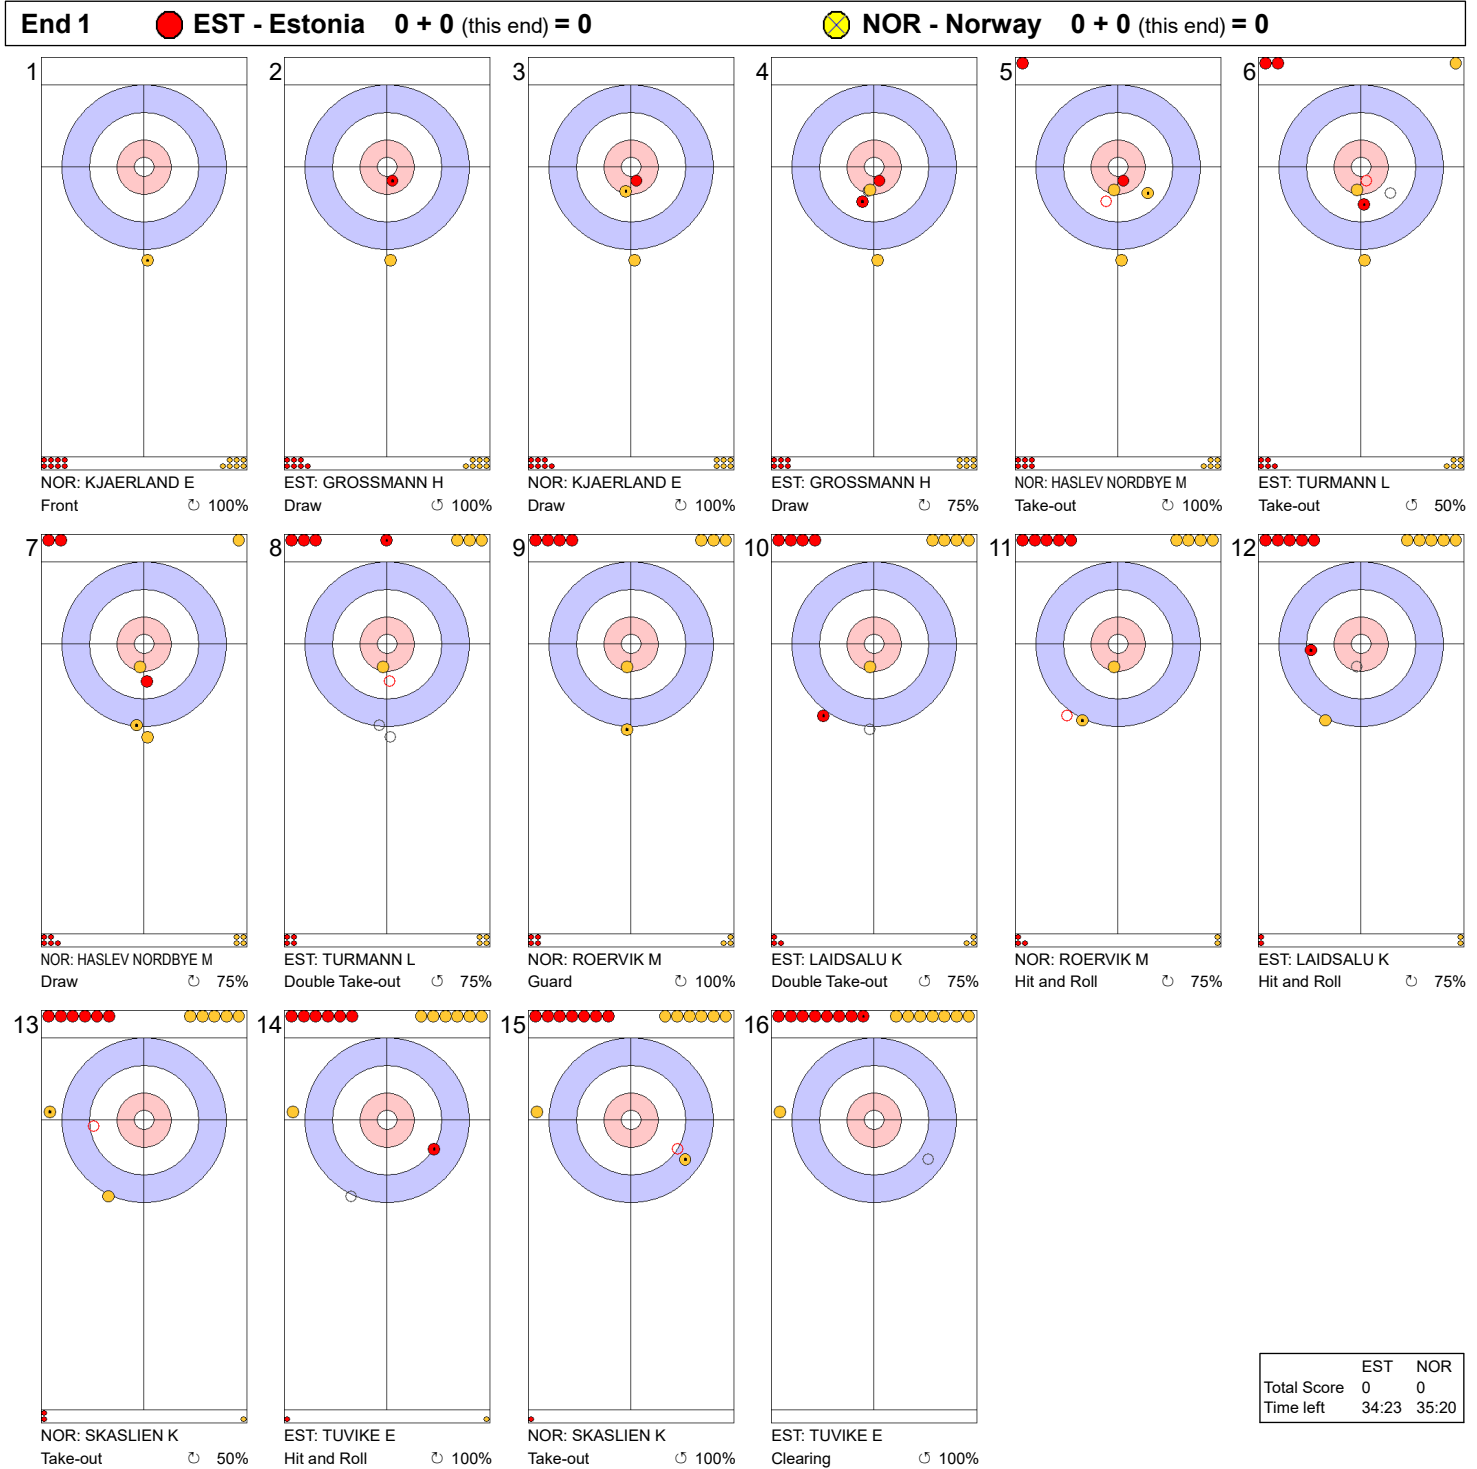 End 1 EST - Estonia 0 + 0 (this end) = 0 NOR - Norway 0 + 0 (this end) = 0
1 2 3 4 5 6
NOR: KJAERLAND E EST: GROSSMANN H NOR: KJAERLAND E EST: GROSSMANN H NOR: HASLEV NORDBYE M EST: TURMANN L
Front ↻ 100% Draw ↻ 100% Draw ↺ 100% Draw ↺ 75% Take-out ↻ 100% Take-out ↺ 50%
7 8 9 10 11 12
NOR: HASLEV NORDBYE M EST: TURMANN L NOR: ROERVIK M EST: LAIDSALU K NOR: ROERVIK M EST: LAIDSALU K
Draw ↻ 75% Double Take-out ↺ 75% Guard ↻ 100% Double Take-out ↺ 75% Hit and Roll ↻ 75% Hit and Roll ↻ 75%
13 14 15 16
NOR: SKASLIEN K EST: TUVIKE E NOR: SKASLIEN K EST: TUVIKE E
Take-out ↻ 50% Hit and Roll ↻ 100% Take-out ↺ 100% Clearing ↺ 100%
EST NOR
Total Score 0 0
Time left 34:23 35:20